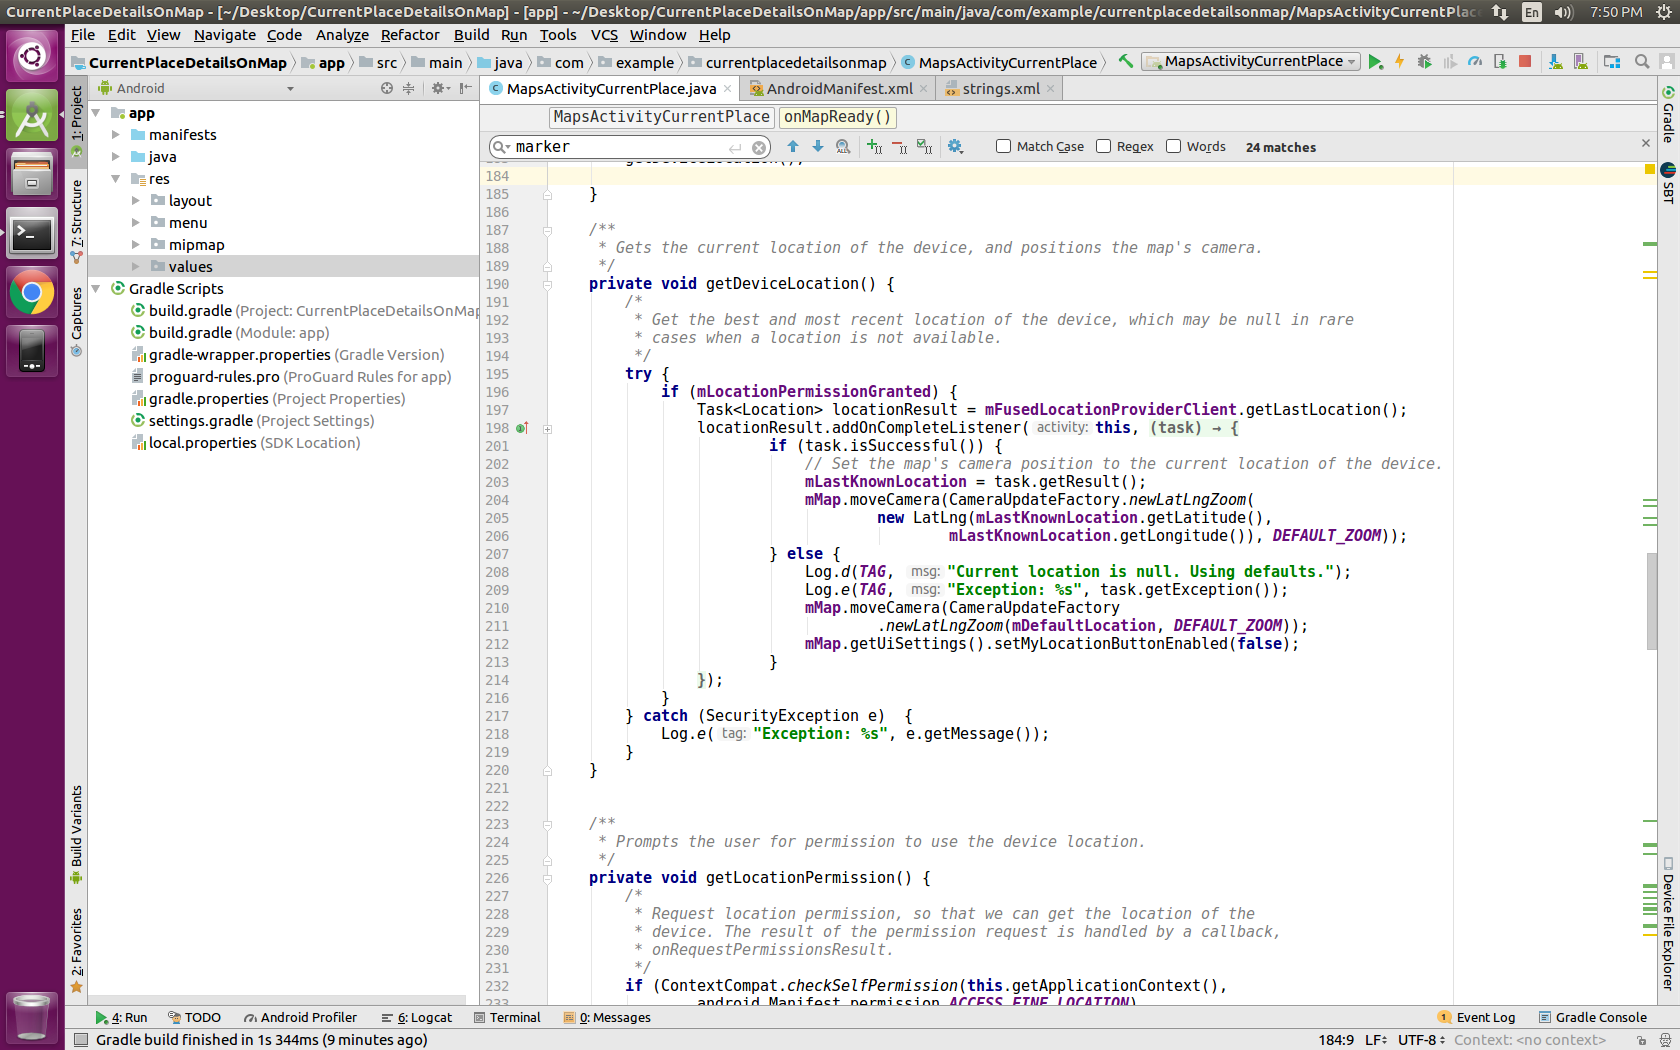 CurrentPlaceDetailsOnMap - [~/Desktop/CurrentPlaceDetailsOnMap] - [app] - ~/Desktop/CurrentPlaceDetailsOnMap/app/src/main/java/com/example/currentplacedetailsonmap/MapsActivityCurrentPlac
En
7:50 PM
File Edit View Navigate Code Analyze Refactor Build Run Tools VCS Window Help
CurrentPlaceDetailsOnMap app src main java com example currentplacedetailsonmap MapsActivityCurrentPlace MapsActivityCurrentPlace
Android
MapsActivityCurrentPlace.java AndroidManifest.xml strings.xml
MapsActivityCurrentPlace onMapReady()
marker
Match Case Regex Words 24 matches
1: Project
7: Structure
Captures
Build Variants
2: Favorites
app
manifests
java
res
layout
menu
mipmap
values
Gradle Scripts
build.gradle (Project: CurrentPlaceDetailsOnMap
build.gradle (Module: app)
gradle-wrapper.properties (Gradle Version)
proguard-rules.pro (ProGuard Rules for app)
gradle.properties (Project Properties)
settings.gradle (Project Settings)
local.properties (SDK Location)
183 getDeviceLocation();
184
185 }
186
187 /**
188 * Gets the current location of the device, and positions the map's camera.
189 */
190 private void getDeviceLocation() {
191 /*
192 * Get the best and most recent location of the device, which may be null in rare
193 * cases when a location is not available.
194 */
195 try {
196 if (mLocationPermissionGranted) {
197 Task<Location> locationResult = mFusedLocationProviderClient.getLastLocation();
198 locationResult.addOnCompleteListener( activity: this, (task) → {
201 if (task.isSuccessful()) {
202 // Set the map's camera position to the current location of the device.
203 mLastKnownLocation = task.getResult();
204 mMap.moveCamera(CameraUpdateFactory.newLatLngZoom(
205 new LatLng(mLastKnownLocation.getLatitude(),
206 mLastKnownLocation.getLongitude()), DEFAULT_ZOOM));
207 } else {
208 Log.d(TAG, msg: "Current location is null. Using defaults.");
209 Log.e(TAG, msg: "Exception: %s", task.getException());
210 mMap.moveCamera(CameraUpdateFactory
211 .newLatLngZoom(mDefaultLocation, DEFAULT_ZOOM));
212 mMap.getUiSettings().setMyLocationButtonEnabled(false);
213 }
214 });
216 }
217 } catch (SecurityException e)  {
218 Log.e( tag: "Exception: %s", e.getMessage());
219 }
220 }
221
222
223 /**
224 * Prompts the user for permission to use the device location.
225 */
226 private void getLocationPermission() {
227 /*
228 * Request location permission, so that we can get the location of the
229 * device. The result of the permission request is handled by a callback,
230 * onRequestPermissionsResult.
231 */
232 if (ContextCompat.checkSelfPermission(this.getApplicationContext(),
233 android.Manifest.permission.ACCESS_FINE_LOCATION)
Gradle
SBT
Device File Explorer
4: Run TODO Android Profiler 6: Logcat Terminal 0: Messages 1 Event Log Gradle Console
Gradle build finished in 1s 344ms (9 minutes ago) 184:9 LF UTF-8 Context: <no context>